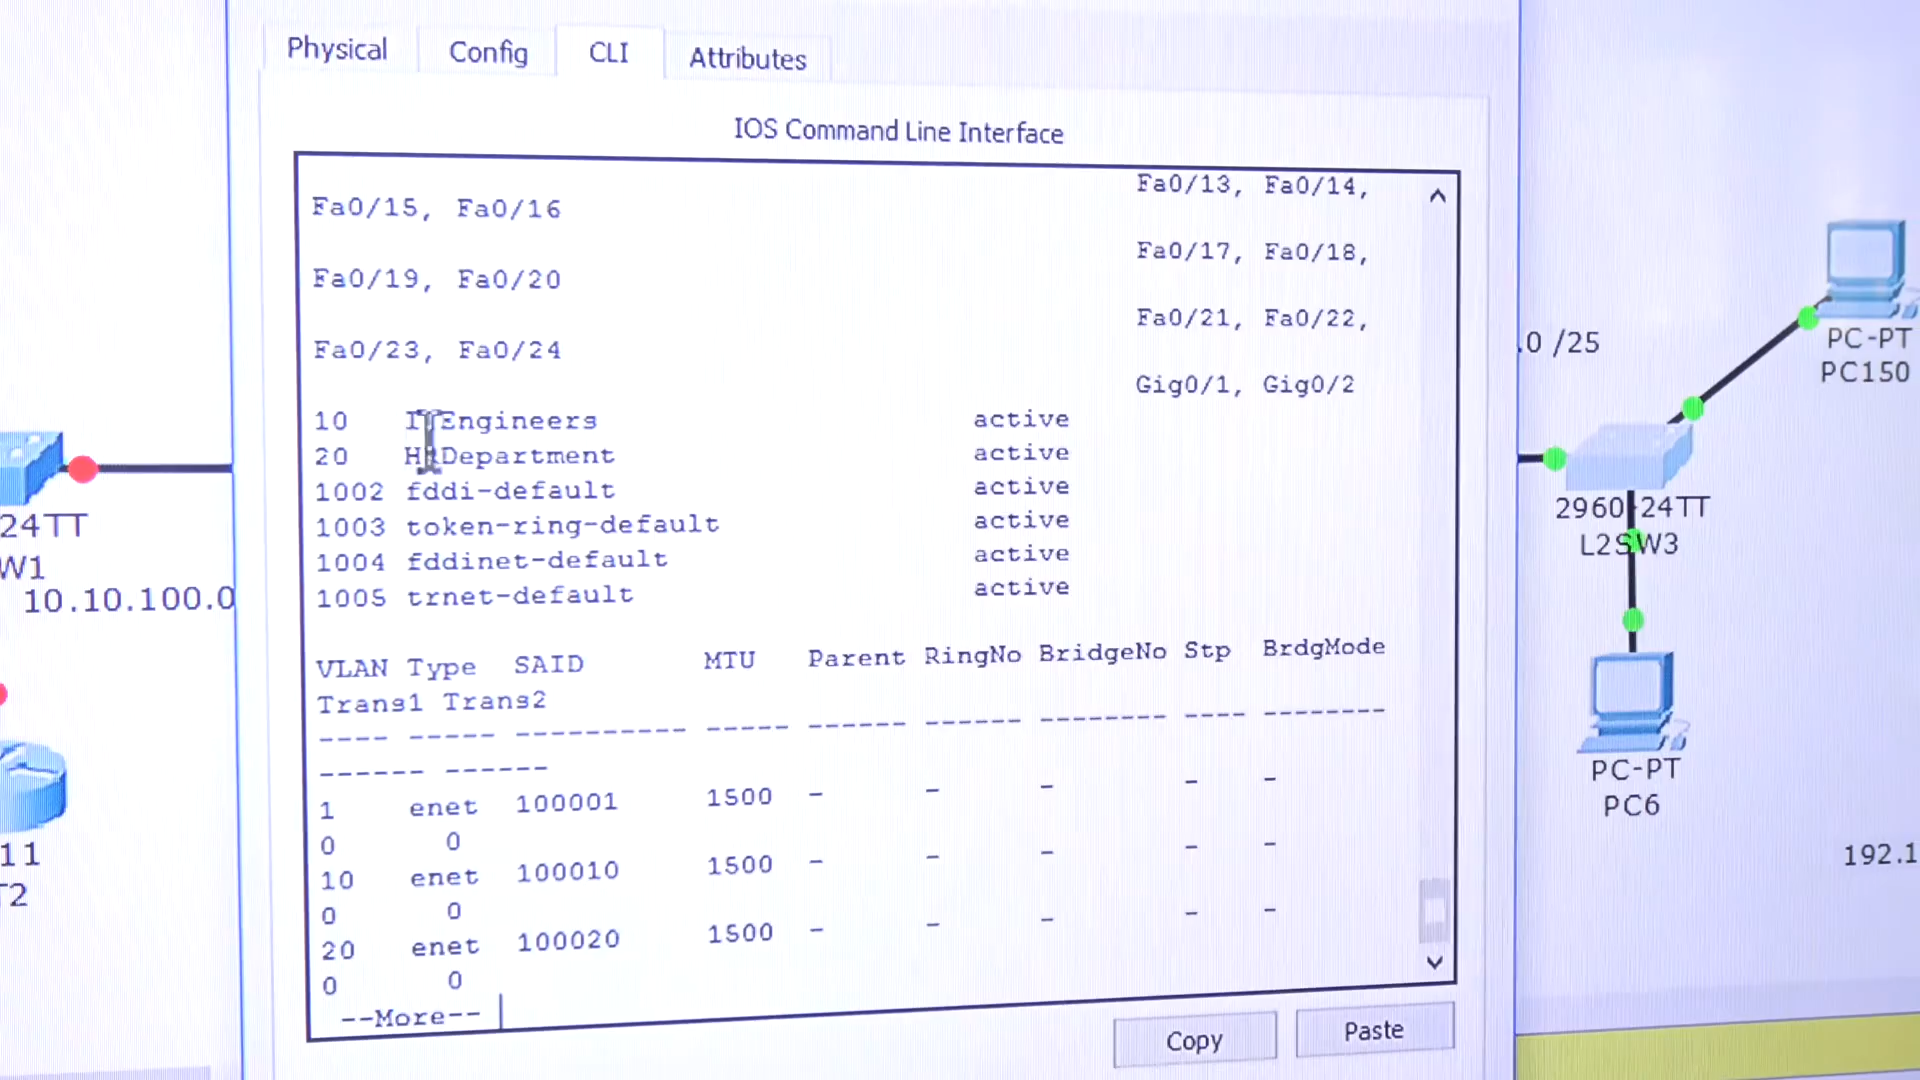 Physical Config CLI Attributes
IOS Command Line Interface
Fa0/13, Fa0/14,
Fa0/15, Fa0/16
Fa0/17, Fa0/18,
Fa0/19, Fa0/20
Fa0/21, Fa0/22,
Fa0/23, Fa0/24
Gig0/1, Gig0/2
10 ITEngineers active
20 HRDepartment active
1002 fddi-default active
1003 token-ring-default active
1004 fddinet-default active
1005 trnet-default active
VLAN Type SAID MTU Parent RingNo BridgeNo Stp BrdgMode
Trans1 Trans2
---- ----- ---------- ----- ------ ------ -------- ---- --------
------ ------
1 enet 100001 1500 - - - - -
0 0
10 enet 100010 1500 - - - - -
0 0
20 enet 100020 1500 - - - - -
0 0
--More--
Copy Paste
24TT
W1
10.10.100.0
11
T2
.0 /25
PC-PT
PC150
2960-24TT
L2SW3
PC-PT
PC6
192.1